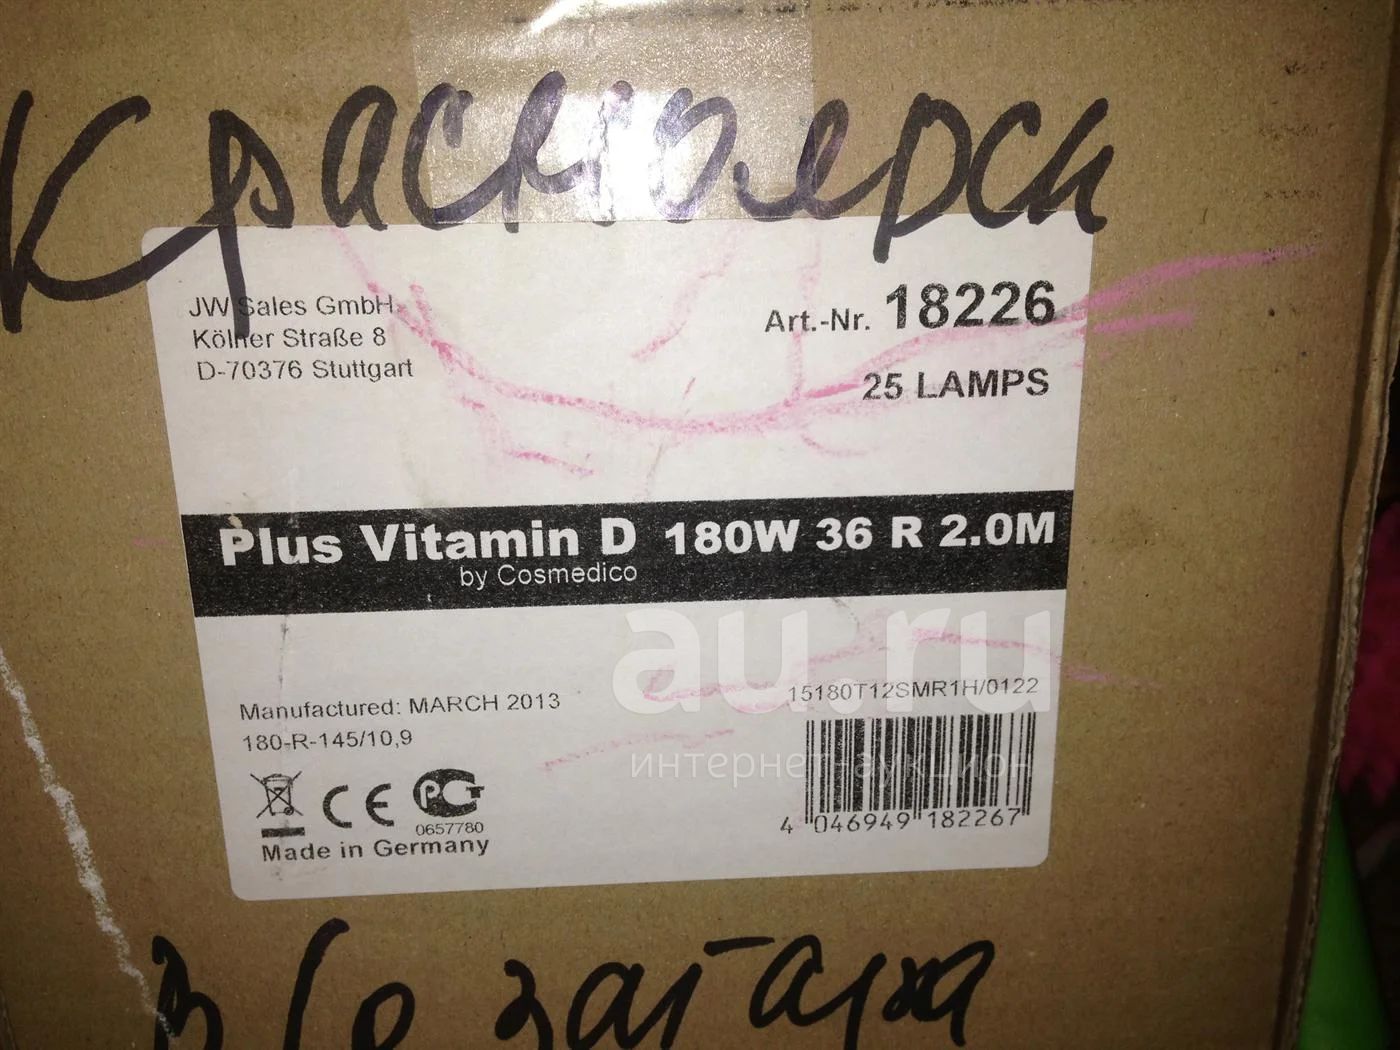 Красноярск
JW Sales GmbH
Kölner Straße 8
D-70376 Stuttgart
Art.-Nr. 18226
25 LAMPS
Plus Vitamin D 180W 36 R 2.0M
by Cosmedico
au.ru
интернет-аукцион
Manufactured: MARCH 2013
180-R-145/10,9
15180T12SMR1H/0122
CE РСТ
0657780
Made in Germany
4 046949 182267
загара